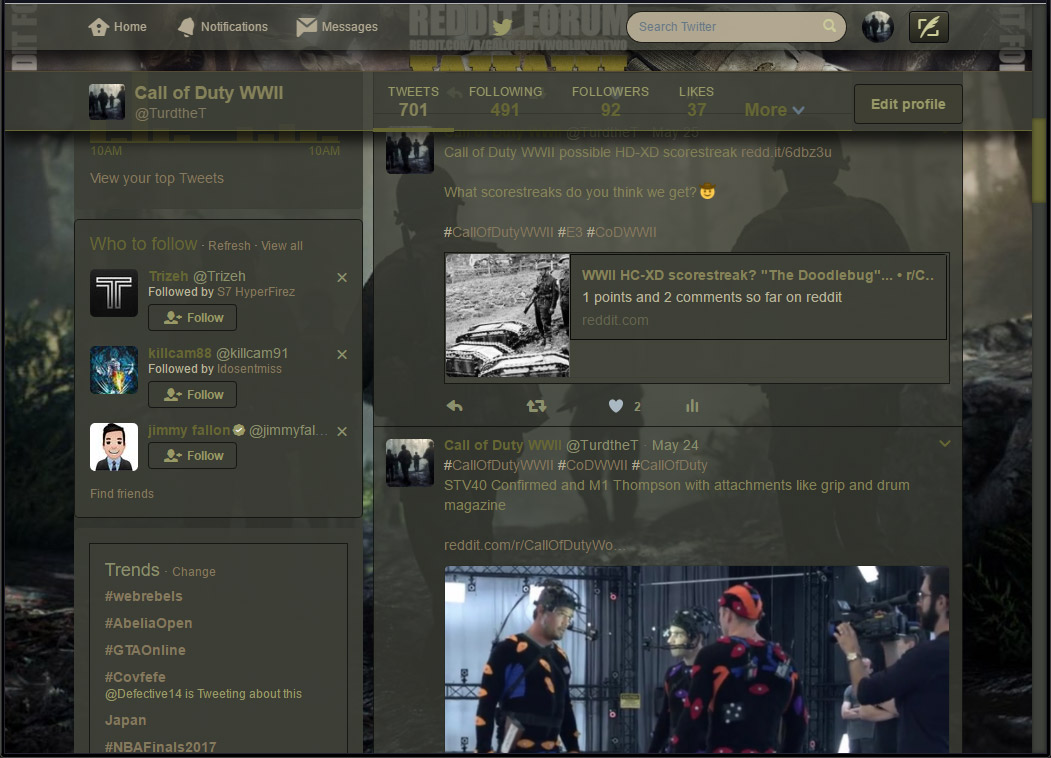 REDDIT FORUM
REDDIT.COM/R/CALLOFDUTYWORLDWARTWO
Home
Notifications
Messages
Search Twitter
Call of Duty WWII
@TurdtheT
TWEETS
701
FOLLOWING
491
FOLLOWERS
92
LIKES
37
More
Edit profile
10AM 10AM
View your top Tweets
Who to follow · Refresh · View all
Trizeh @Trizeh
Followed by S7 HyperFirez
Follow
killcam88 @killcam91
Followed by Idosentmiss
Follow
jimmy fallon @jimmyfal...
Follow
Find friends
Trends · Change
#webrebels
#AbeliaOpen
#GTAOnline
#Covfefe
@Defective14 is Tweeting about this
Japan
#NBAFinals2017
@TurdtheT · May 29
Call of Duty WWII possible HD-XD scorestreak redd.it/6dbz3u
What scorestreaks do you think we get?🤠
#CallOfDutyWWII #E3 #CoDWWII
WWII HC-XD scorestreak? "The Doodlebug"... • r/C..
1 points and 2 comments so far on reddit
reddit.com
2
Call of Duty WWII @TurdtheT · May 24
#CallOfDutyWWII #CoDWWII #CallOfDuty
STV40 Confirmed and M1 Thompson with attachments like grip and drum
magazine
reddit.com/r/CallOfDutyWo...